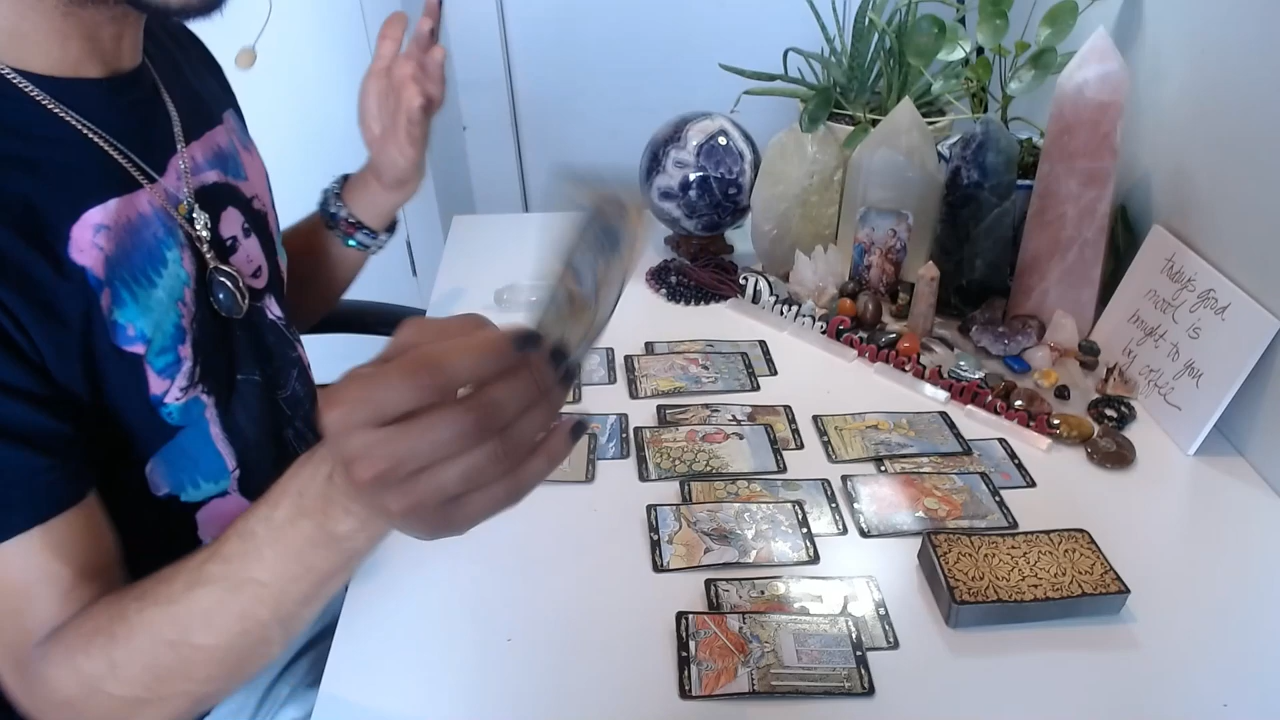 Divine Conversations
today's good
mood is
brought to you
by coffee